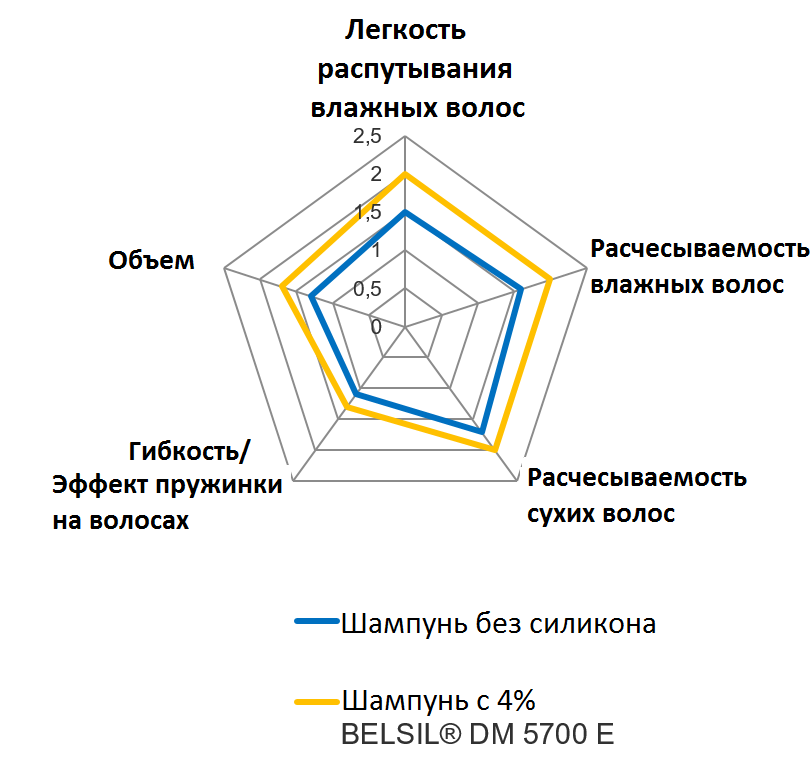 Легкость
распутывания
влажных волос
2,5
2
1,5
1
0,5
0
Расчесываемость
влажных волос
Объем
Гибкость/
Эффект пружинки
на волосах
Расчесываемость
сухих волос
Шампунь без силикона
Шампунь с 4%
BELSIL® DM 5700 E